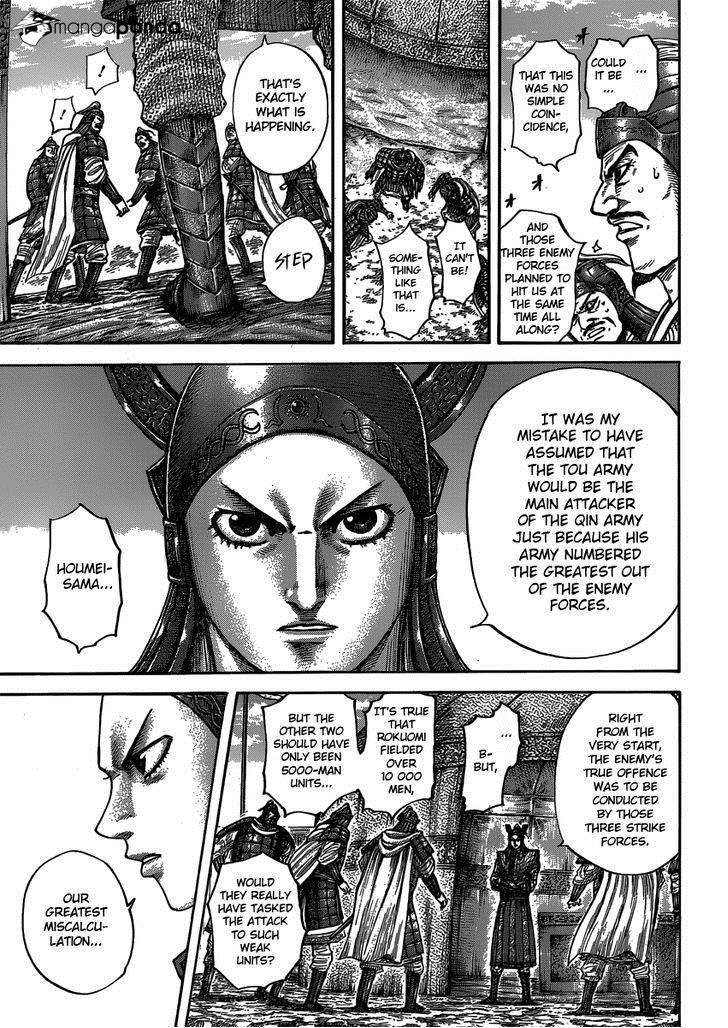 mangapanda
COULD
IT BE
...
...
THAT THIS
WAS NO
SIMPLE
COIN-
CIDENCE,
AND
THOSE
THREE ENEMY
FORCES
PLANNED TO
HIT US AT
THE SAME
TIME ALL
ALONG?
IT
CAN'T
BE!
SOME-
THING
LIKE
THAT
IS...
THAT'S
EXACTLY
WHAT IS
HAPPENING.
!
!
STEP
IT WAS MY
MISTAKE TO HAVE
ASSUMED THAT
THE TOU ARMY
WOULD BE THE
MAIN ATTACKER
OF THE QIN ARMY
JUST BECAUSE HIS
ARMY NUMBERED
THE GREATEST OUT
OF THE ENEMY
FORCES.
HOUMEI-
SAMA...
RIGHT
FROM THE
VERY START,
THE ENEMY'S
TRUE OFFENCE
WAS TO BE
CONDUCTED
BY THOSE
THREE STRIKE
FORCES.
...
B-
BUT,
IT'S TRUE
THAT
ROKUOMI
FIELDED
OVER
10 000
MEN,
BUT THE
OTHER TWO
SHOULD HAVE
ONLY BEEN
5000-MAN
UNITS...
WOULD
THEY REALLY
HAVE TASKED
THE ATTACK
TO SUCH
WEAK
UNITS?
OUR
GREATEST
MISCALCU-
LATION...